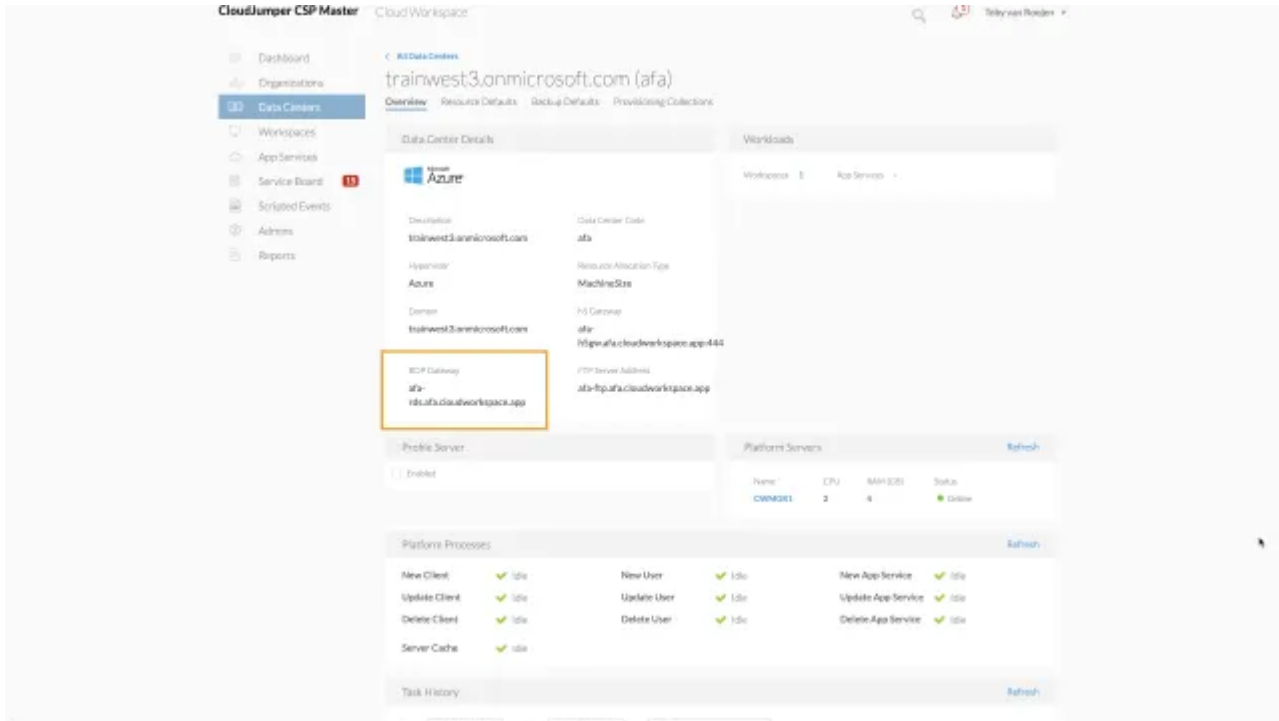 CloudJumper CSP Master
Cloud Workspace
Toby van Roojen
Dashboard
Organizations
Data Centers
Workspaces
App Services
Service Board 15
Scripted Events
Admins
Reports
< All Data Centers
trainwest3.onmicrosoft.com (afa)
Overview Resource Defaults Backup Defaults Provisioning Collections
Data Center Details
Microsoft
Azure
Description
trainwest3.onmicrosoft.com
Data Center Code
afa
Hypervisor
Azure
Resource Allocation Type
MachineSize
Domain
trainwest3.onmicrosoft.com
H5 Gateway
afa-
h5gw.afa.cloudworkspace.app:444
RDP Gateway
afa-
rds.afa.cloudworkspace.app
FTP Server Address
afa-ftp.afa.cloudworkspace.app
Workloads
Workspaces
App Services -
Profile Server
Enabled
Platform Servers Refresh
Name CPU RAM (GB) Status
CWMGR1 2 4 Online
Platform Processes Refresh
New Client Idle New User Idle New App Service Idle
Update Client Idle Update User Idle Update App Service Idle
Delete Client Idle Delete User Idle Delete App Service Idle
Server Cache Idle
Task History Refresh